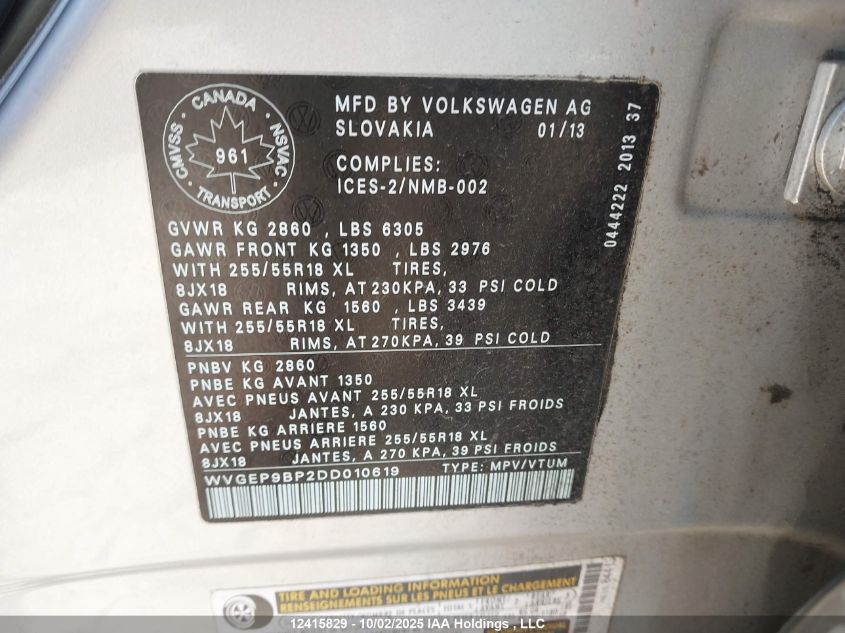 CANADA
CMVSS
NSVAC
961
TRANSPORT
MFD BY VOLKSWAGEN AG
SLOVAKIA 01/13
COMPLIES:
ICES-2/NMB-002
0444222 2013 37
GVWR KG 2860 , LBS 6305
GAWR FRONT KG 1350 , LBS 2976
WITH 255/55R18 XL TIRES,
8JX18 RIMS, AT 230KPA, 33 PSI COLD
GAWR REAR KG 1560 , LBS 3439
WITH 255/55R18 XL TIRES,
8JX18 RIMS, AT 270KPA, 39 PSI COLD
PNBV KG 2860
PNBE KG AVANT 1350
AVEC PNEUS AVANT 255/55R18 XL
8JX18 JANTES, A 230 KPA, 33 PSI FROIDS
PNBE KG ARRIERE 1560
AVEC PNEUS ARRIERE 255/55R18 XL
8JX18 JANTES, A 270 KPA, 39 PSI FROIDS
WVGEP9BP2DD010619 TYPE: MPV/VTUM
TIRE AND LOADING INFORMATION
RENSEIGNEMENTS SUR LES PNEUS ET LE CHARGEMENT
12415829 - 10/02/2025 IAA Holdings, LLC